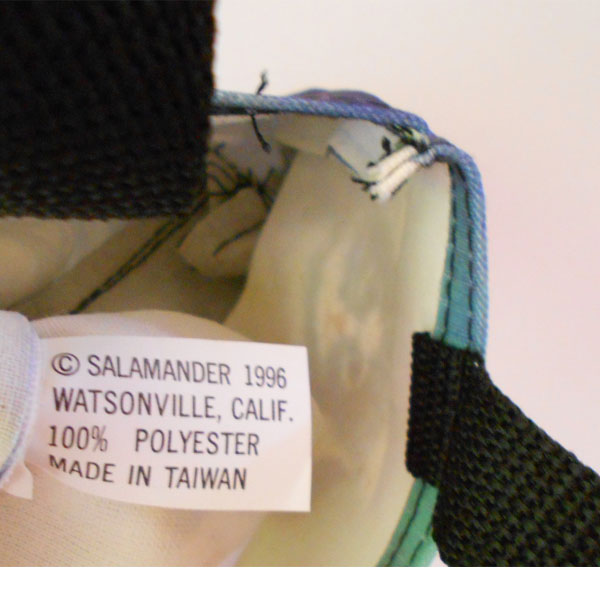 © SALAMANDER 1996
WATSONVILLE, CALIF.
100% POLYESTER
MADE IN TAIWAN